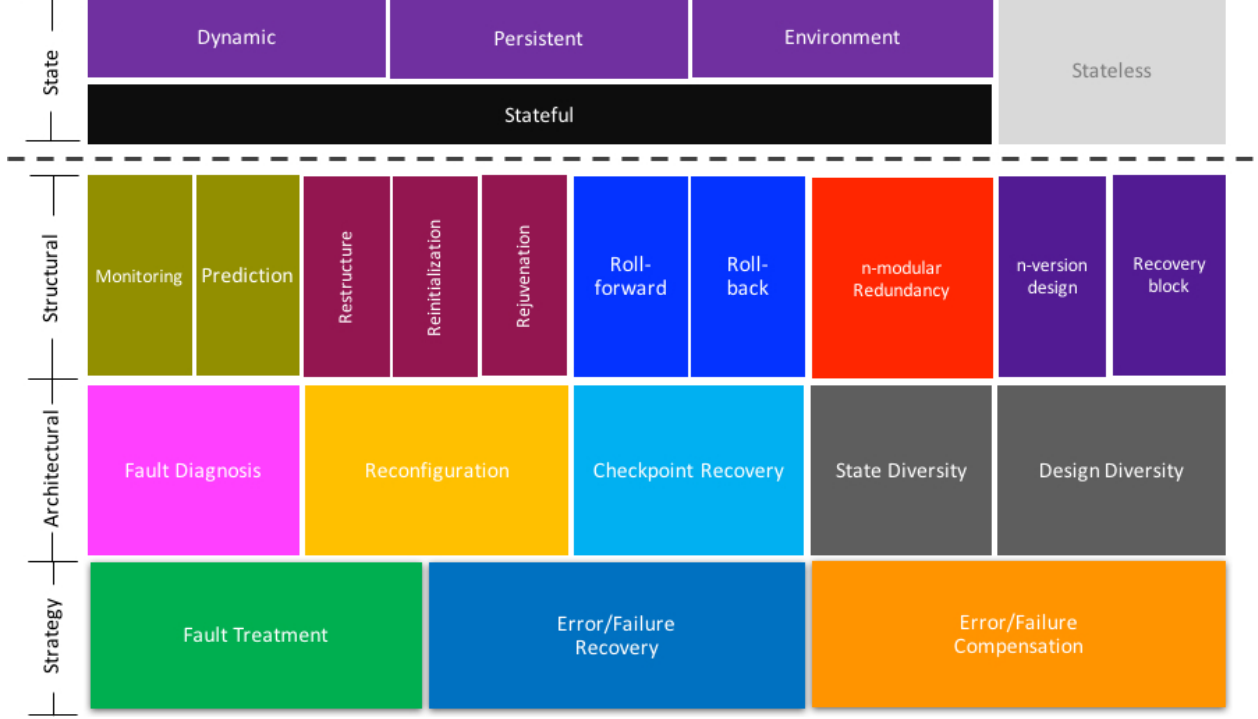 State
Dynamic
Persistent
Environment
Stateless
Stateful
Structural
Monitoring
Prediction
Restructure
Reinitialization
Rejuvenation
Roll-
forward
Roll-
back
n-modular
Redundancy
n-version
design
Recovery
block
Architectural
Fault Diagnosis
Reconfiguration
Checkpoint Recovery
State Diversity
Design Diversity
Strategy
Fault Treatment
Error/Failure
Recovery
Error/Failure
Compensation